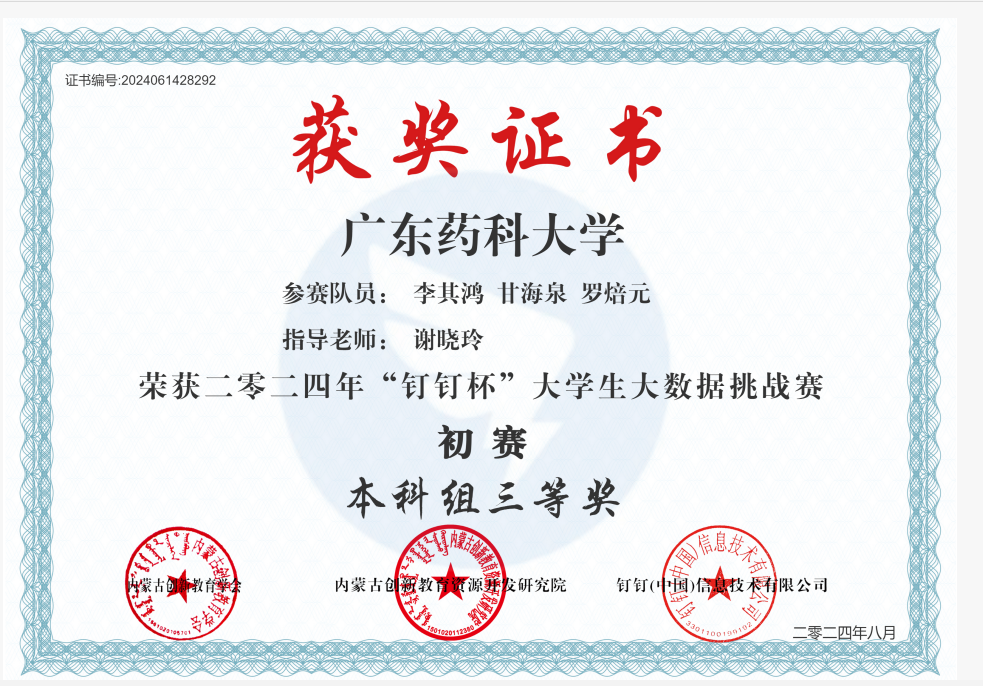 证书编号:2024061428292
获奖证书
广东药科大学
参赛队员： 李其鸿 甘海泉 罗焙元
指导老师： 谢晓玲
荣获二零二四年“钉钉杯”大学生大数据挑战赛
初赛
本科组三等奖
内蒙古创新教育学会
内蒙古创新教育资源开发研究院
钉钉(中国)信息技术有限公司
二零二四年八月